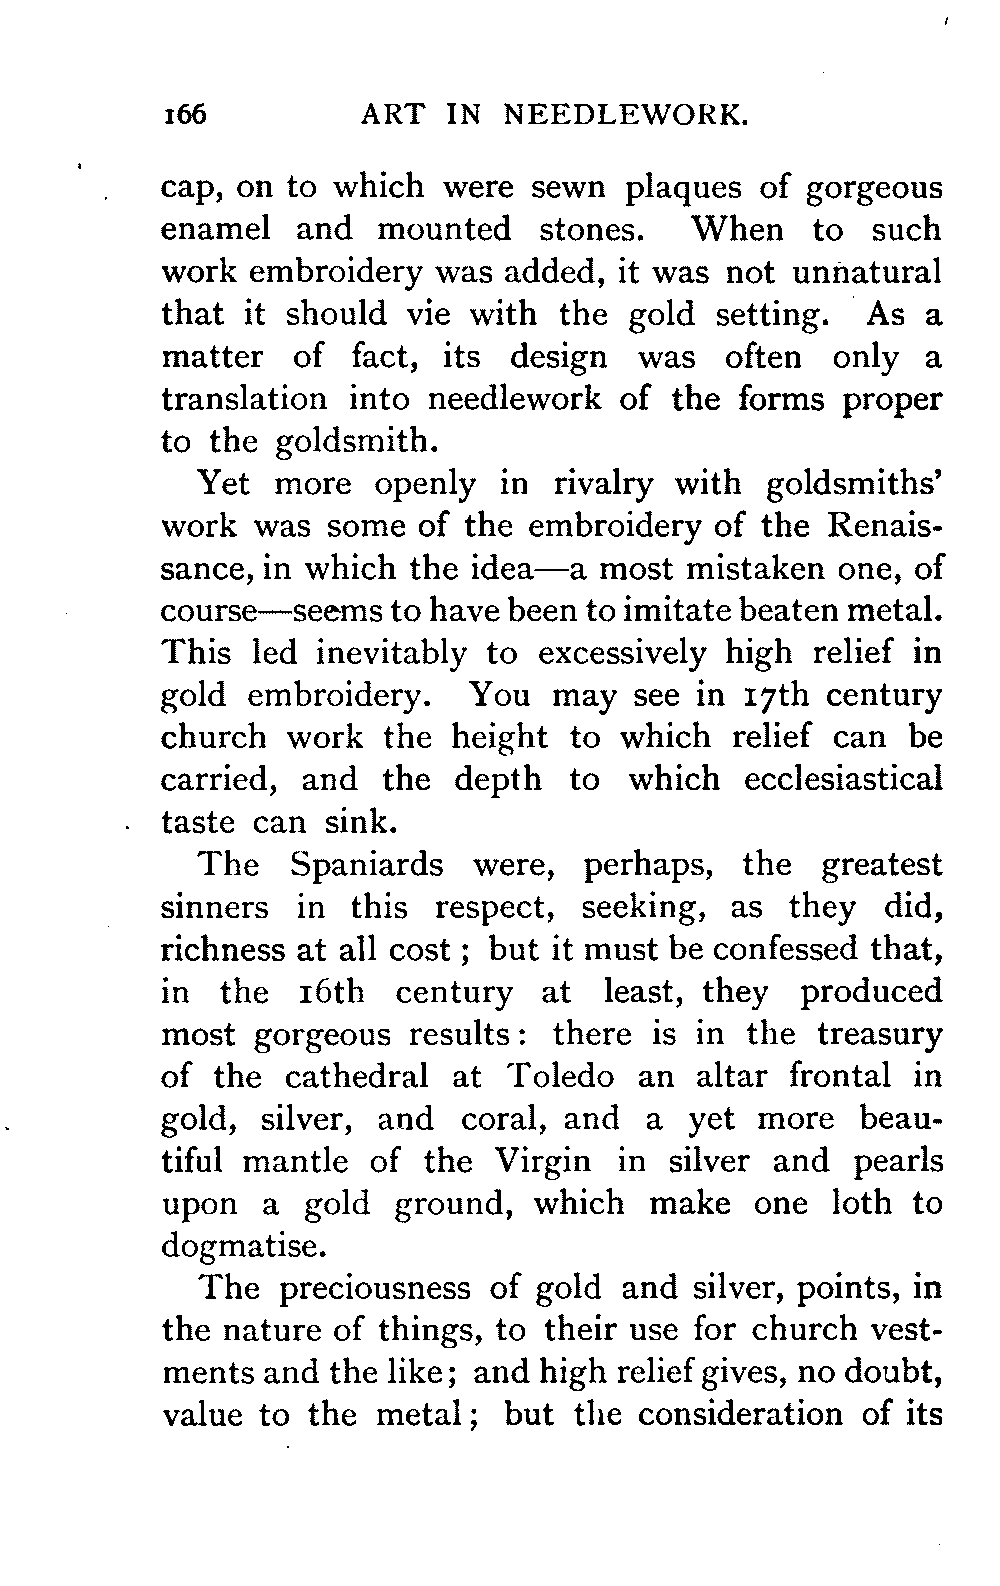 166 ART IN NEEDLEWORK.
cap, on to which were sewn plaques of gorgeous
enamel and mounted stones. When to such
work embroidery was added, it was not unnatural
that it should vie with the gold setting. As a
matter of fact, its design was often only a
translation into needlework of the forms proper
to the goldsmith.
Yet more openly in rivalry with goldsmiths'
work was some of the embroidery of the Renais-
sance, in which the idea—a most mistaken one, of
course—seems to have been to imitate beaten metal.
This led inevitably to excessively high relief in
gold embroidery. You may see in 17th century
church work the height to which relief can be
carried, and the depth to which ecclesiastical
taste can sink.
The Spaniards were, perhaps, the greatest
sinners in this respect, seeking, as they did,
richness at all cost ; but it must be confessed that,
in the 16th century at least, they produced
most gorgeous results : there is in the treasury
of the cathedral at Toledo an altar frontal in
gold, silver, and coral, and a yet more beau-
tiful mantle of the Virgin in silver and pearls
upon a gold ground, which make one loth to
dogmatise.
The preciousness of gold and silver, points, in
the nature of things, to their use for church vest-
ments and the like ; and high relief gives, no doubt,
value to the metal ; but the consideration of its